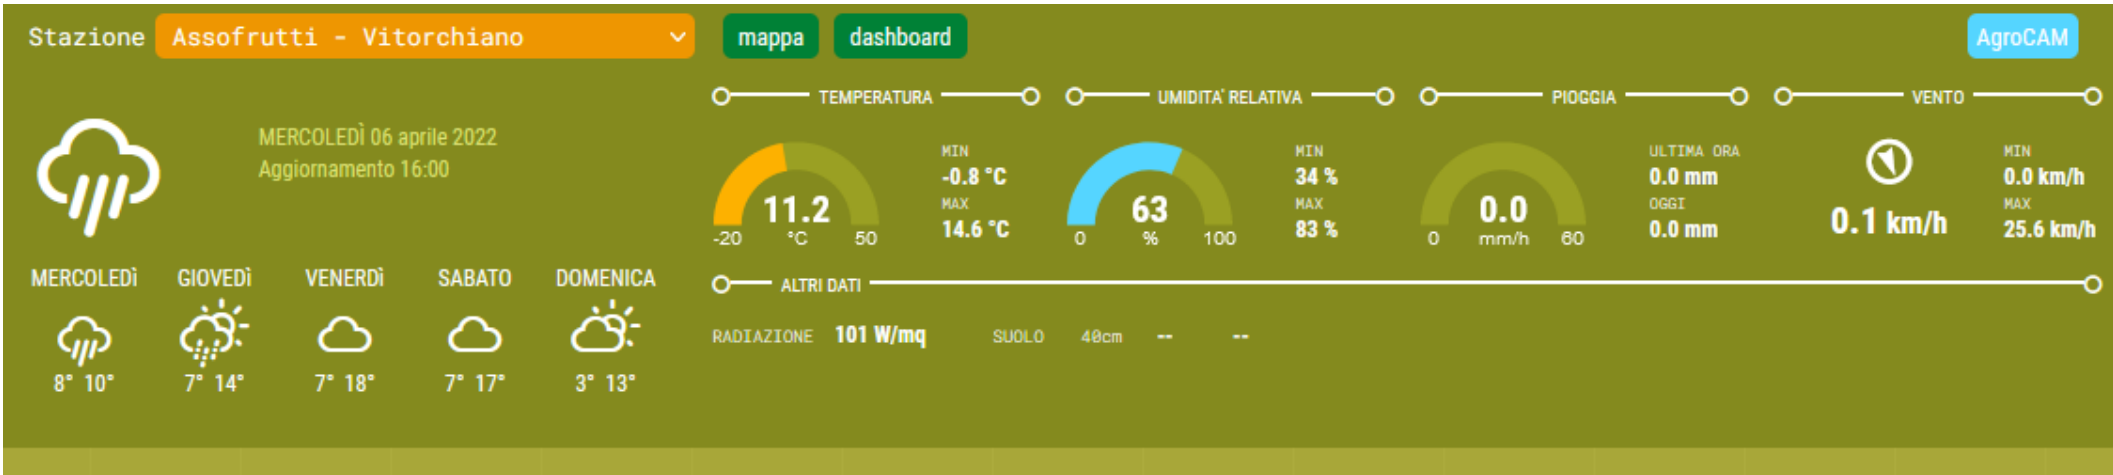 Stazione Assofrutti - Vitorchiano mappa dashboard AgroCAM
MERCOLEDÌ 06 aprile 2022
Aggiornamento 16:00
MERCOLEDÌ GIOVEDÌ VENERDÌ SABATO DOMENICA
8° 10° 7° 14° 7° 18° 7° 17° 3° 13°
TEMPERATURA
11.2
°C
-20 50
MIN
-0.8 °C
MAX
14.6 °C
UMIDITA' RELATIVA
63
%
0 100
MIN
34 %
MAX
83 %
PIOGGIA
0.0
mm/h
0 60
ULTIMA ORA
0.0 mm
OGGI
0.0 mm
VENTO
0.1 km/h
MIN
0.0 km/h
MAX
25.6 km/h
ALTRI DATI
RADIAZIONE 101 W/mq SUOLO 40cm -- --